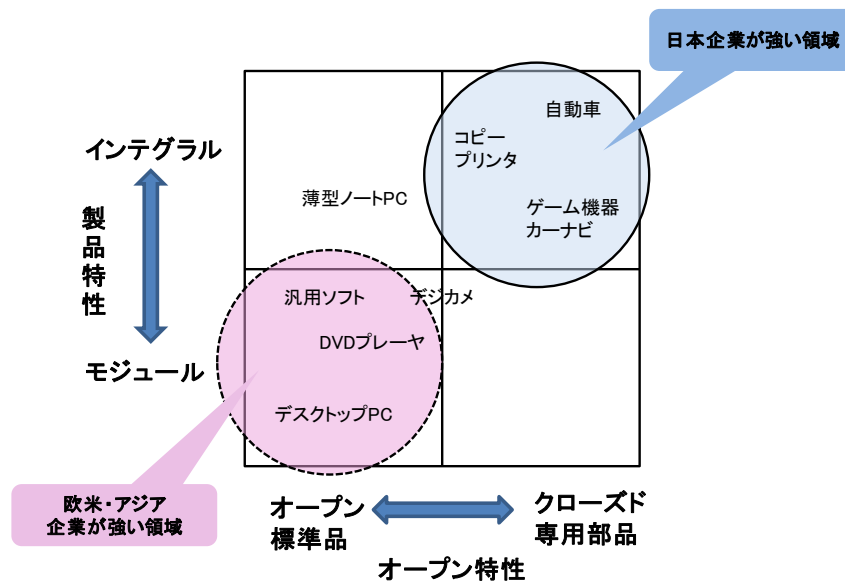 日本企業が強い領域
自動車
コピー
プリンタ
インテグラル
薄型ノートPC
ゲーム機器
カーナビ
製品特性
汎用ソフト
デジカメ
DVDプレーヤ
モジュール
デスクトップPC
欧米・アジア
企業が強い領域
オープン
標準品
クローズド
専用部品
オープン特性